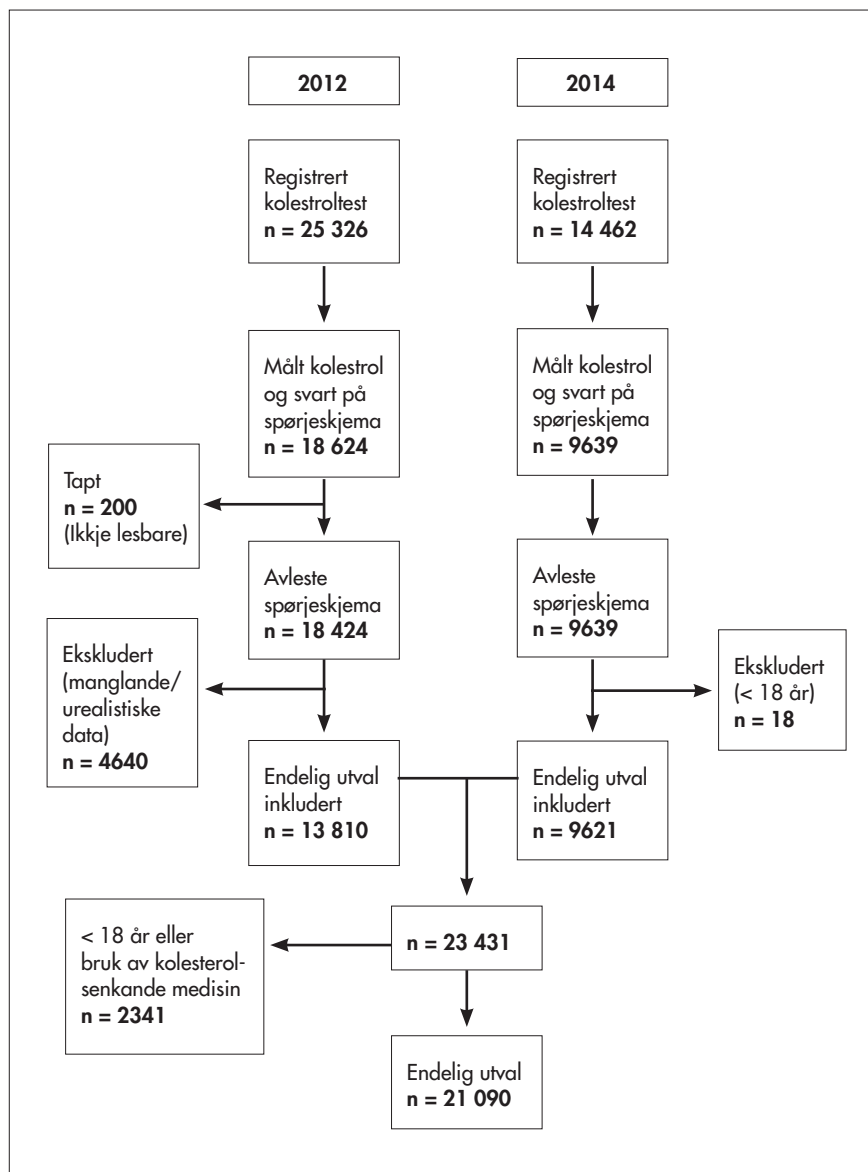 2012
2014
Registrert
kolestroltest
n = 25 326
Registrert
kolestroltest
n = 14 462
Målt kolestrol
og svart på
spørjeskjema
n = 18 624
Målt kolestrol
og svart på
spørjeskjema
n = 9639
Tapt
n = 200
(Ikkje lesbare)
Avleste
spørjeskjema
n = 18 424
Avleste
spørjeskjema
n = 9639
Ekskludert
(manglande/
urealistiske
data)
n = 4640
Ekskludert
(< 18 år)
n = 18
Endelig utval
inkludert
n = 13 810
Endelig utval
inkludert
n = 9621
< 18 år eller
bruk av kolesterol-
senkande medisin
n = 2341
n = 23 431
Endelig utval
n = 21 090